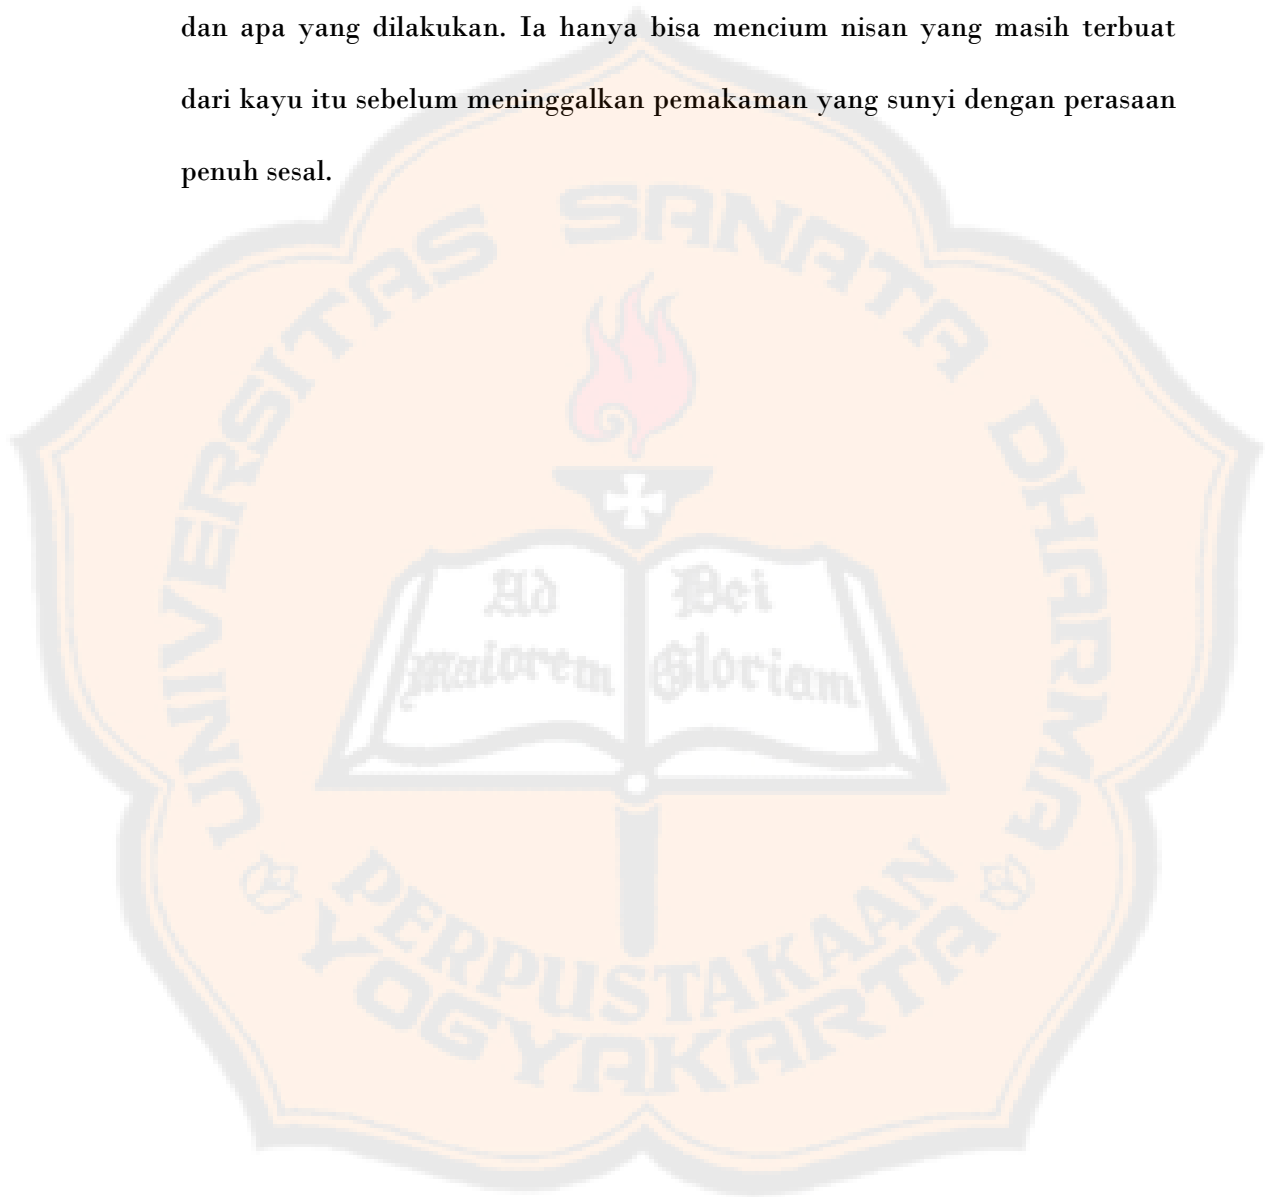 dan apa yang dilakukan. Ia hanya bisa mencium nisan yang masih terbuat
dari kayu itu sebelum meninggalkan pemakaman yang sunyi dengan perasaan
penuh sesal.
UNIVERSITAS SANATA DHARMA
Ad Dei
Maiorem Gloriam
PERPUSTAKAAN
YOGYAKARTA